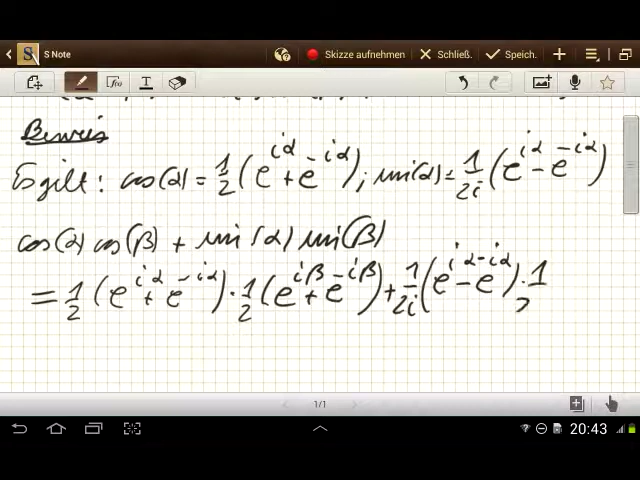 S Note
Skizze aufnehmen
Schließ.
Speich.
Beweis
Es gilt: cos(α) = 1/2 (e^{iα} + e^{-iα}) ; sin(α) = 1/2i (e^{iα} - e^{-iα})
cos(α) cos(β) + sin(α) sin(β)
= 1/2 (e^{iα} + e^{-iα}) · 1/2 (e^{iβ} + e^{-iβ}) + 1/2i (e^{iα} - e^{-iα}) · 1/2
1/1
20:43